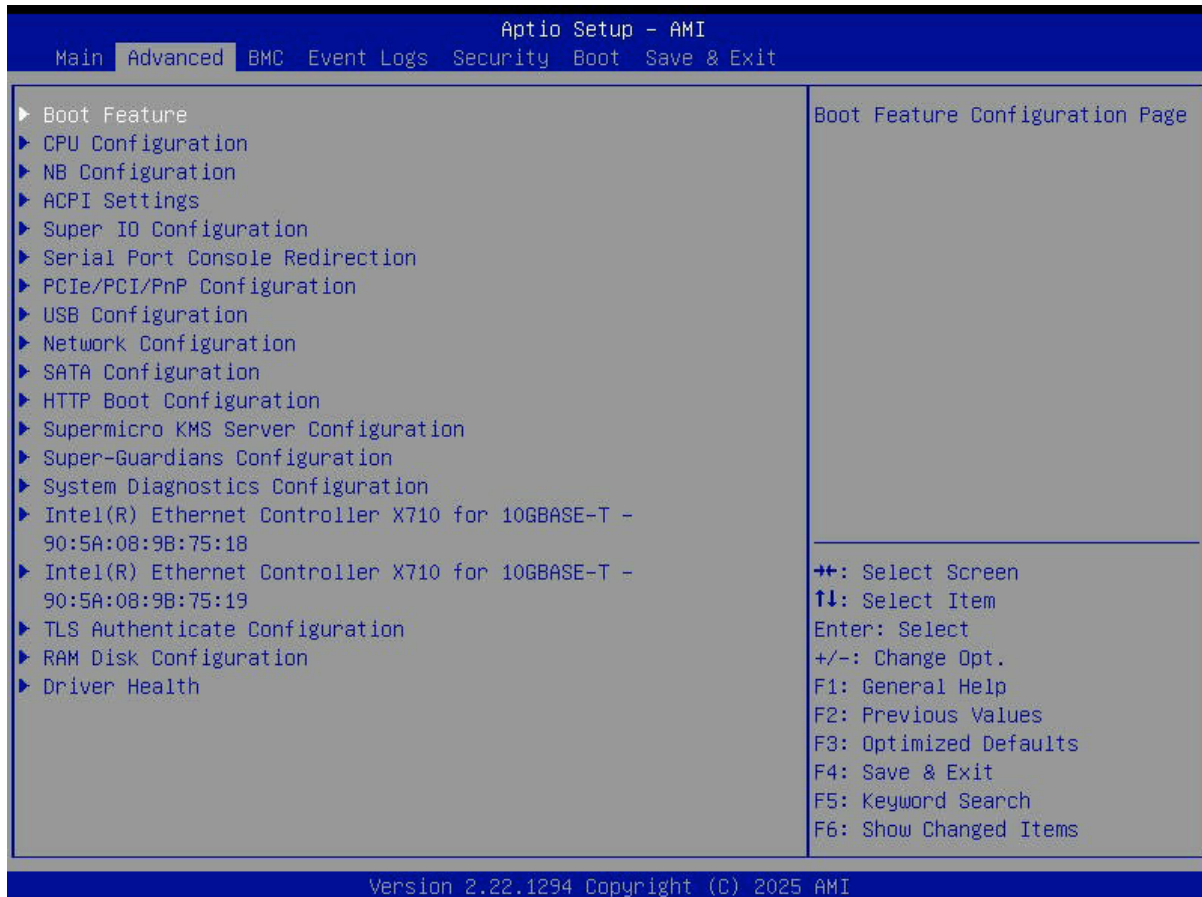 Aptio Setup – AMI
Main Advanced BMC Event Logs Security Boot Save & Exit
▶ Boot Feature
▶ CPU Configuration
▶ NB Configuration
▶ ACPI Settings
▶ Super IO Configuration
▶ Serial Port Console Redirection
▶ PCIe/PCI/PnP Configuration
▶ USB Configuration
▶ Network Configuration
▶ SATA Configuration
▶ HTTP Boot Configuration
▶ Supermicro KMS Server Configuration
▶ Super-Guardians Configuration
▶ System Diagnostics Configuration
▶ Intel(R) Ethernet Controller X710 for 10GBASE-T –
90:5A:08:9B:75:18
▶ Intel(R) Ethernet Controller X710 for 10GBASE-T –
90:5A:08:9B:75:19
▶ TLS Authenticate Configuration
▶ RAM Disk Configuration
▶ Driver Health
Boot Feature Configuration Page
→←: Select Screen
↑↓: Select Item
Enter: Select
+/-: Change Opt.
F1: General Help
F2: Previous Values
F3: Optimized Defaults
F4: Save & Exit
F5: Keyword Search
F6: Show Changed Items
Version 2.22.1294 Copyright (C) 2025 AMI